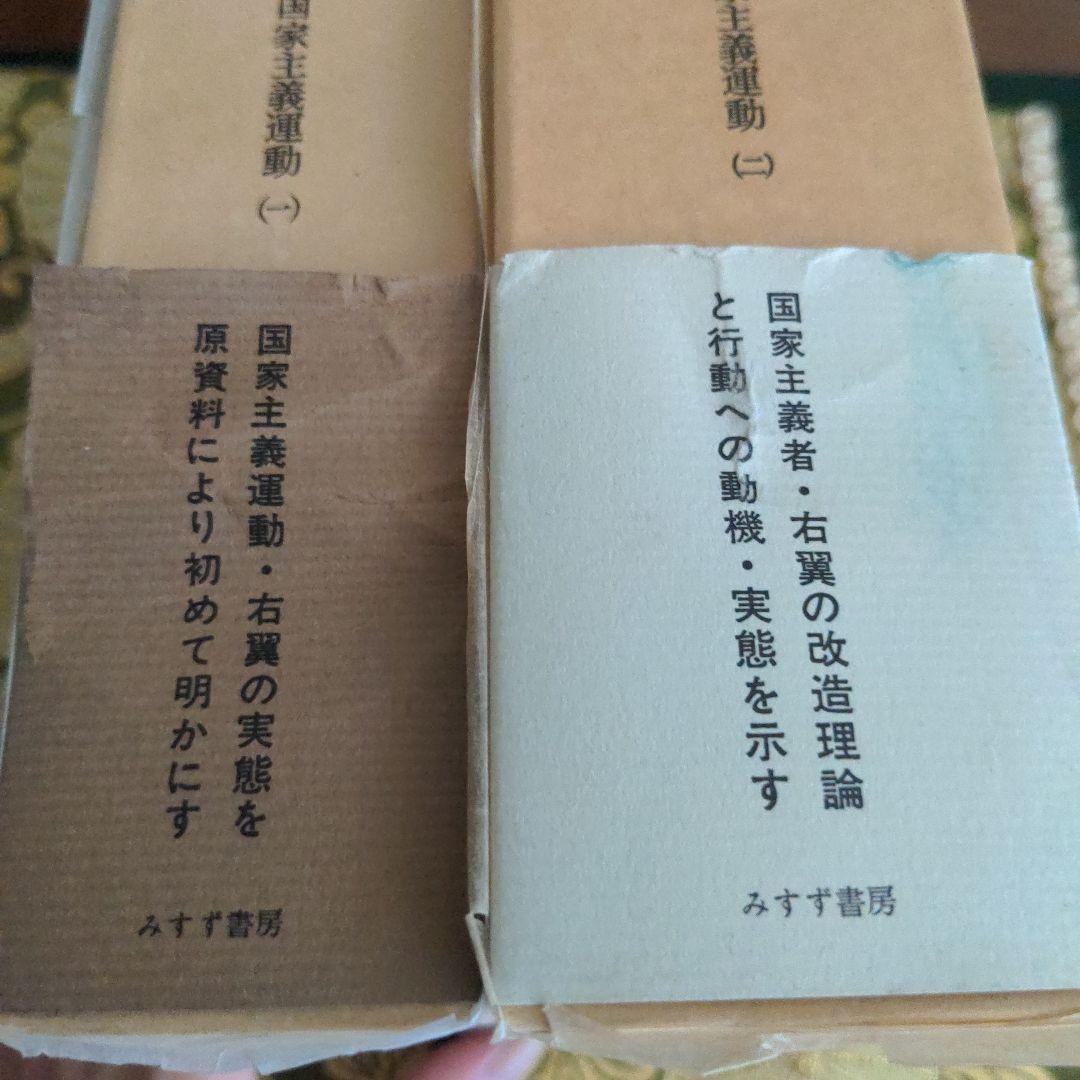 国家主義運動(一)
国家主義運動・右翼の実態を
原資料により初めて明かにす
みすず書房
主義運動(二)
国家主義者・右翼の改造理論
と行動への動機・実態を示す
みすず書房